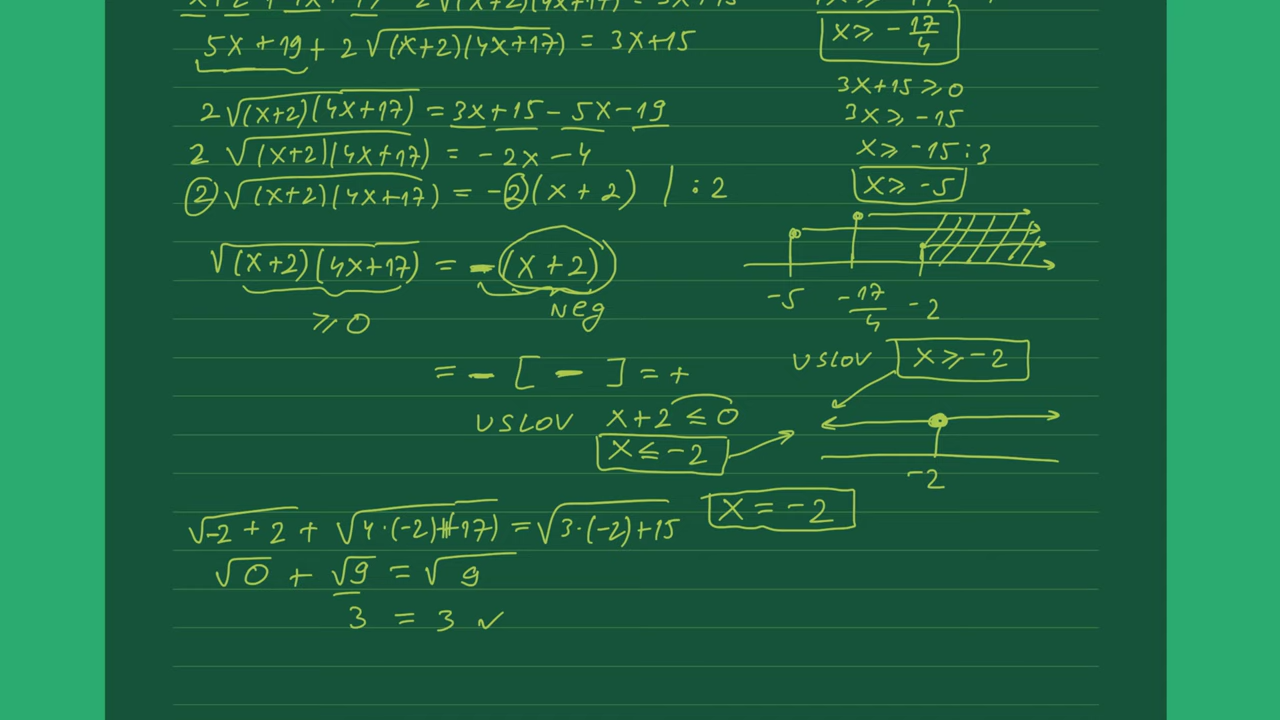 5x + 19 + 2 √(x+2)(4x+17) = 3x+15
2 √(x+2)(4x+17) = 3x + 15 - 5x - 19
2 √(x+2)(4x+17) = -2x - 4
2 √(x+2)(4x+17) = -2(x + 2) / : 2
√(x+2)(4x+17) = -(x + 2)
≥ 0
neg
= - [ - ] = +
USLOV x+2 ≤ 0
x ≤ -2
x ≥ - 17/4
3x+15 ≥ 0
3x ≥ -15
x ≥ -15 : 3
x ≥ -5
-5 -17/4 -2
USLOV x ≥ -2
-2
x = -2
√-2 + 2 + √4·(-2)+17 = √3·(-2)+15
√0 + √9 = √9
3 = 3 ✓